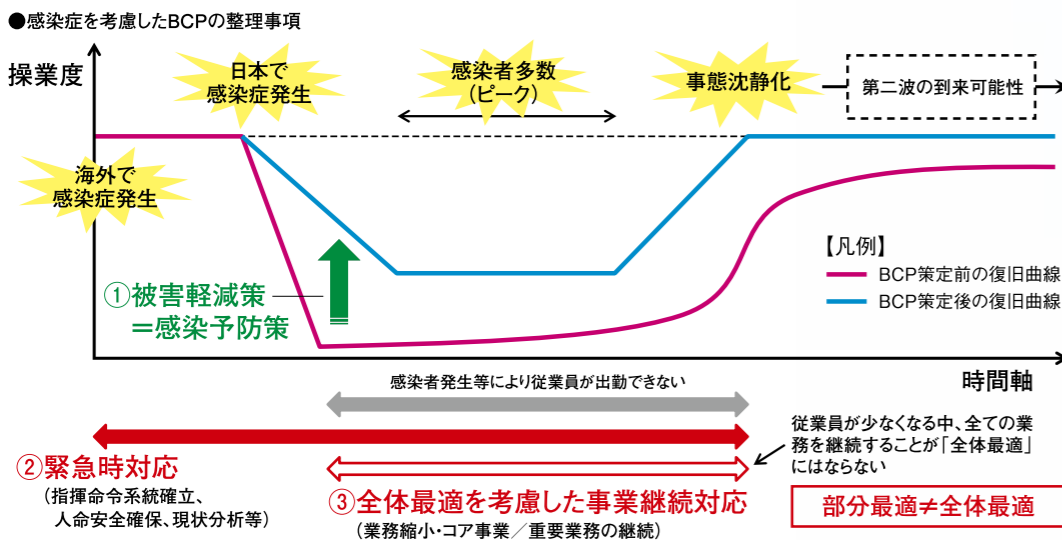 ●感染症を考慮したBCPの整理事項
操業度
日本で
感染症発生
感染者多数
(ピーク)
事態沈静化
第二波の到来可能性
海外で
感染症発生
①被害軽減策
＝感染予防策
【凡例】
BCP策定前の復旧曲線
BCP策定後の復旧曲線
時間軸
感染者発生等により従業員が出勤できない
②緊急時対応
(指揮命令系統確立、
人命安全確保、現状分析等)
③全体最適を考慮した事業継続対応
(業務縮小・コア事業／重要業務の継続)
従業員が少なくなる中、全ての業
務を継続することが「全体最適」
にはならない
部分最適≠全体最適